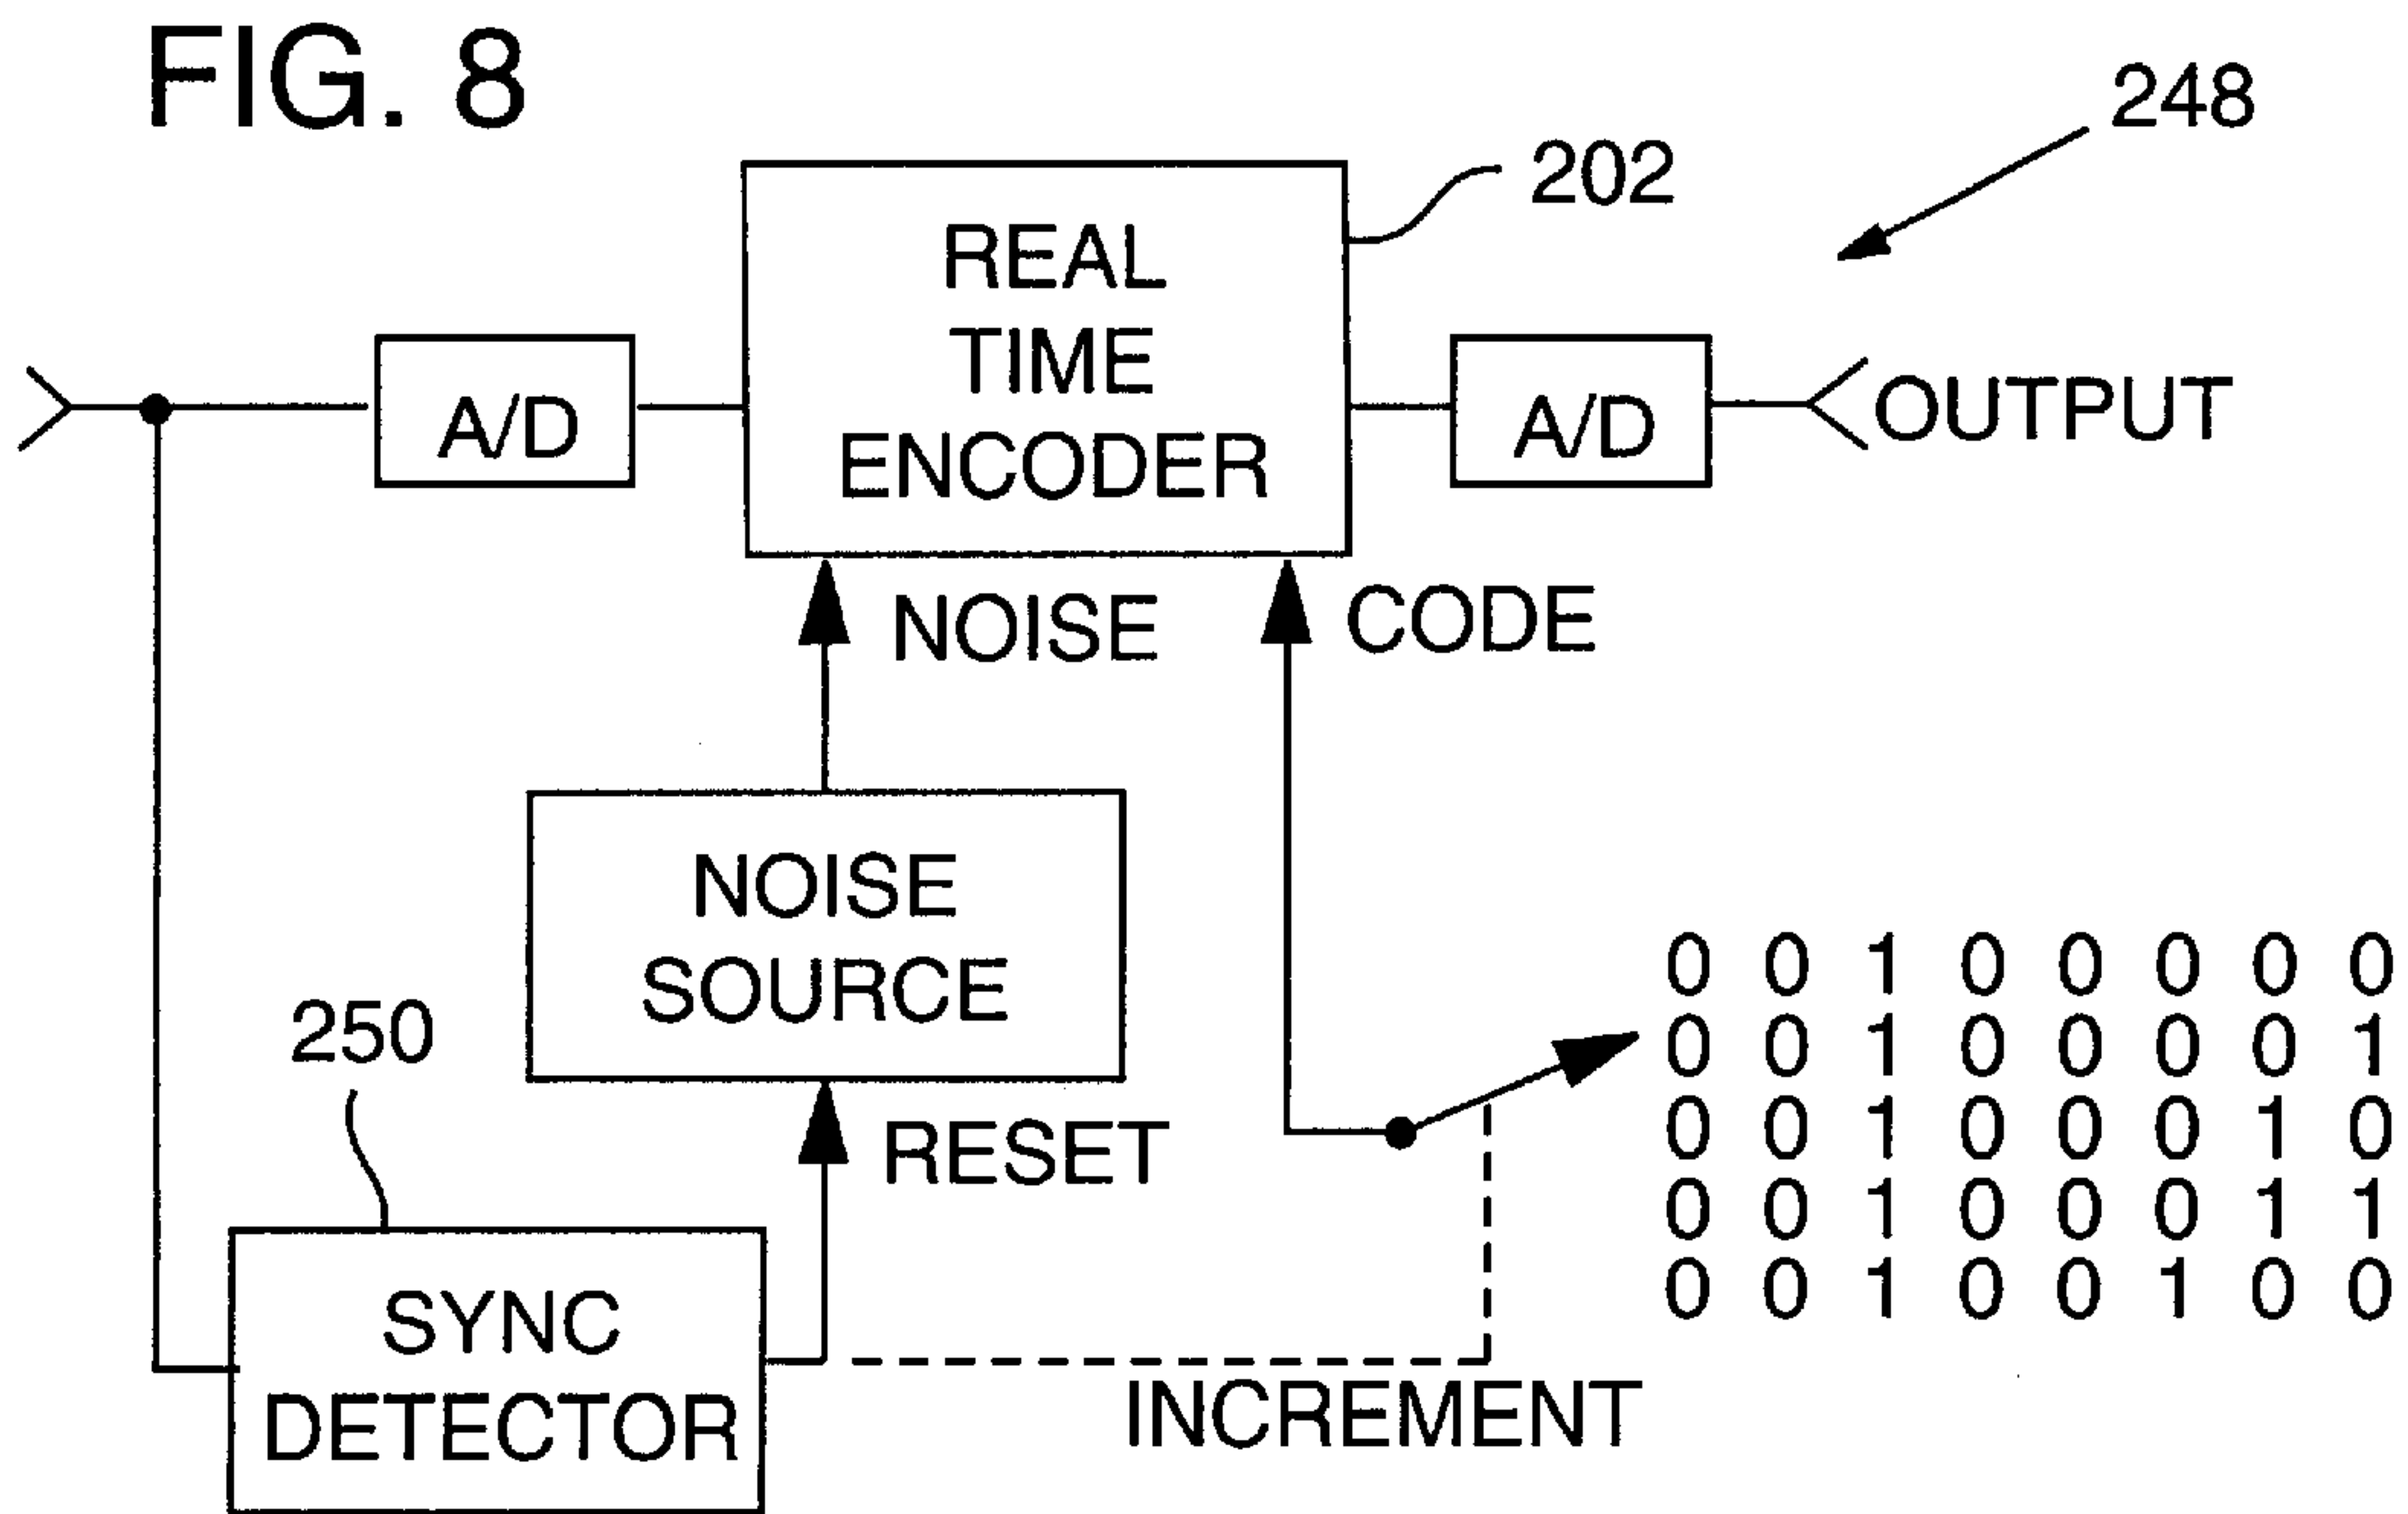 FIG. 8
248
202
REAL
TIME
ENCODER
A/D
A/D
OUTPUT
NOISE
CODE
NOISE
SOURCE
250
RESET
0 0 1 0 0 0 0 0
0 0 1 0 0 0 0 1
0 0 1 0 0 0 1 0
0 0 1 0 0 0 1 1
0 0 1 0 0 1 0 0
SYNC
DETECTOR
INCREMENT